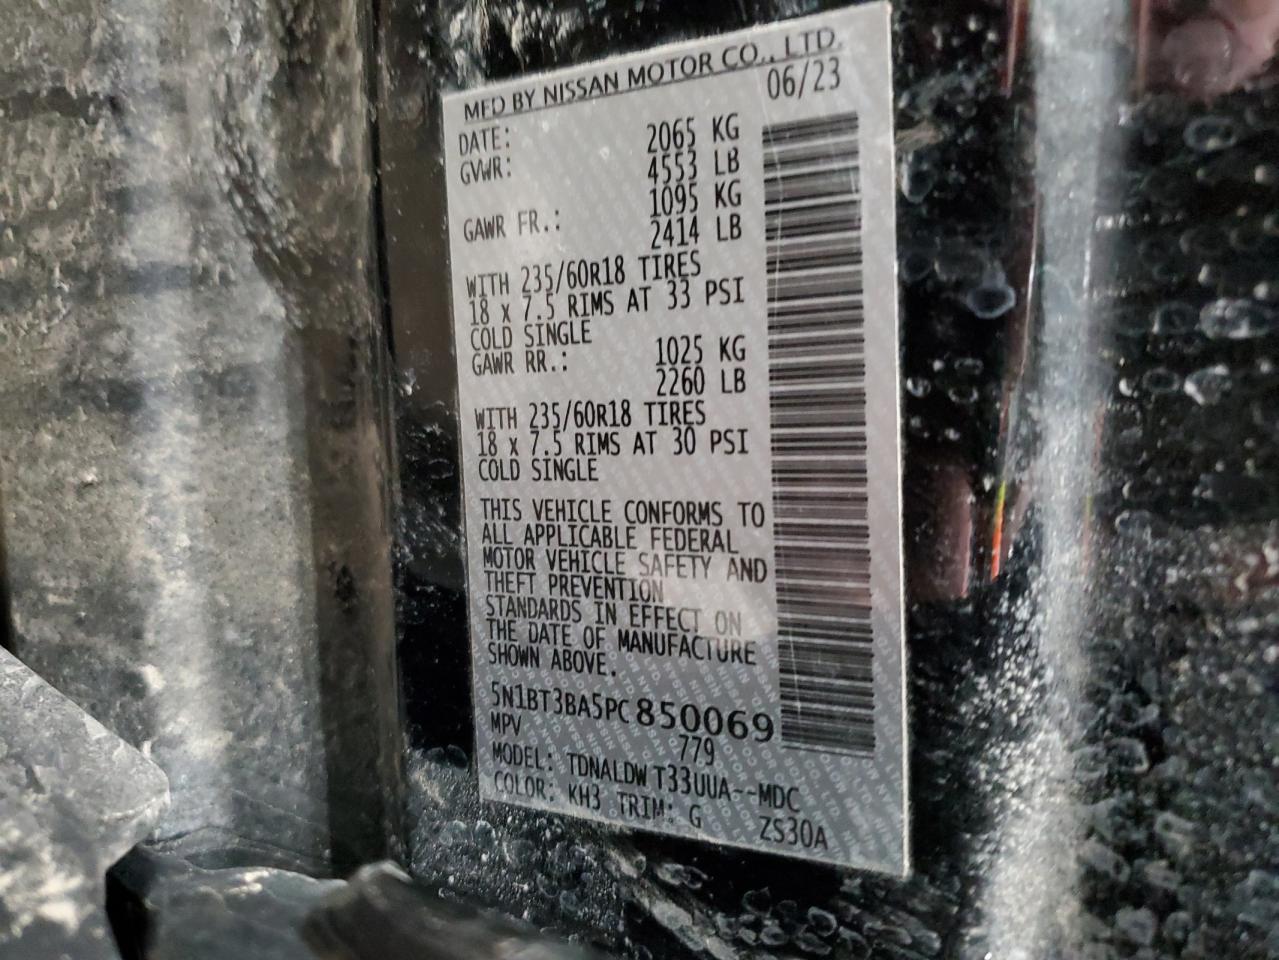 MFD BY NISSAN MOTOR CO., LTD.
DATE: 06/23
GVWR: 2065 KG
4553 LB
GAWR FR.: 1095 KG
2414 LB
WITH 235/60R18 TIRES
18 x 7.5 RIMS AT 33 PSI
COLD SINGLE
GAWR RR.: 1025 KG
2260 LB
WITH 235/60R18 TIRES
18 x 7.5 RIMS AT 30 PSI
COLD SINGLE
THIS VEHICLE CONFORMS TO
ALL APPLICABLE FEDERAL
MOTOR VEHICLE SAFETY AND
THEFT PREVENTION
STANDARDS IN EFFECT ON
THE DATE OF MANUFACTURE
SHOWN ABOVE.
5N1BT3BA5PC850069
MPV 779
MODEL: TDNALDWT33UUA--MDC
COLOR: KH3 TRIM: G ZS30A